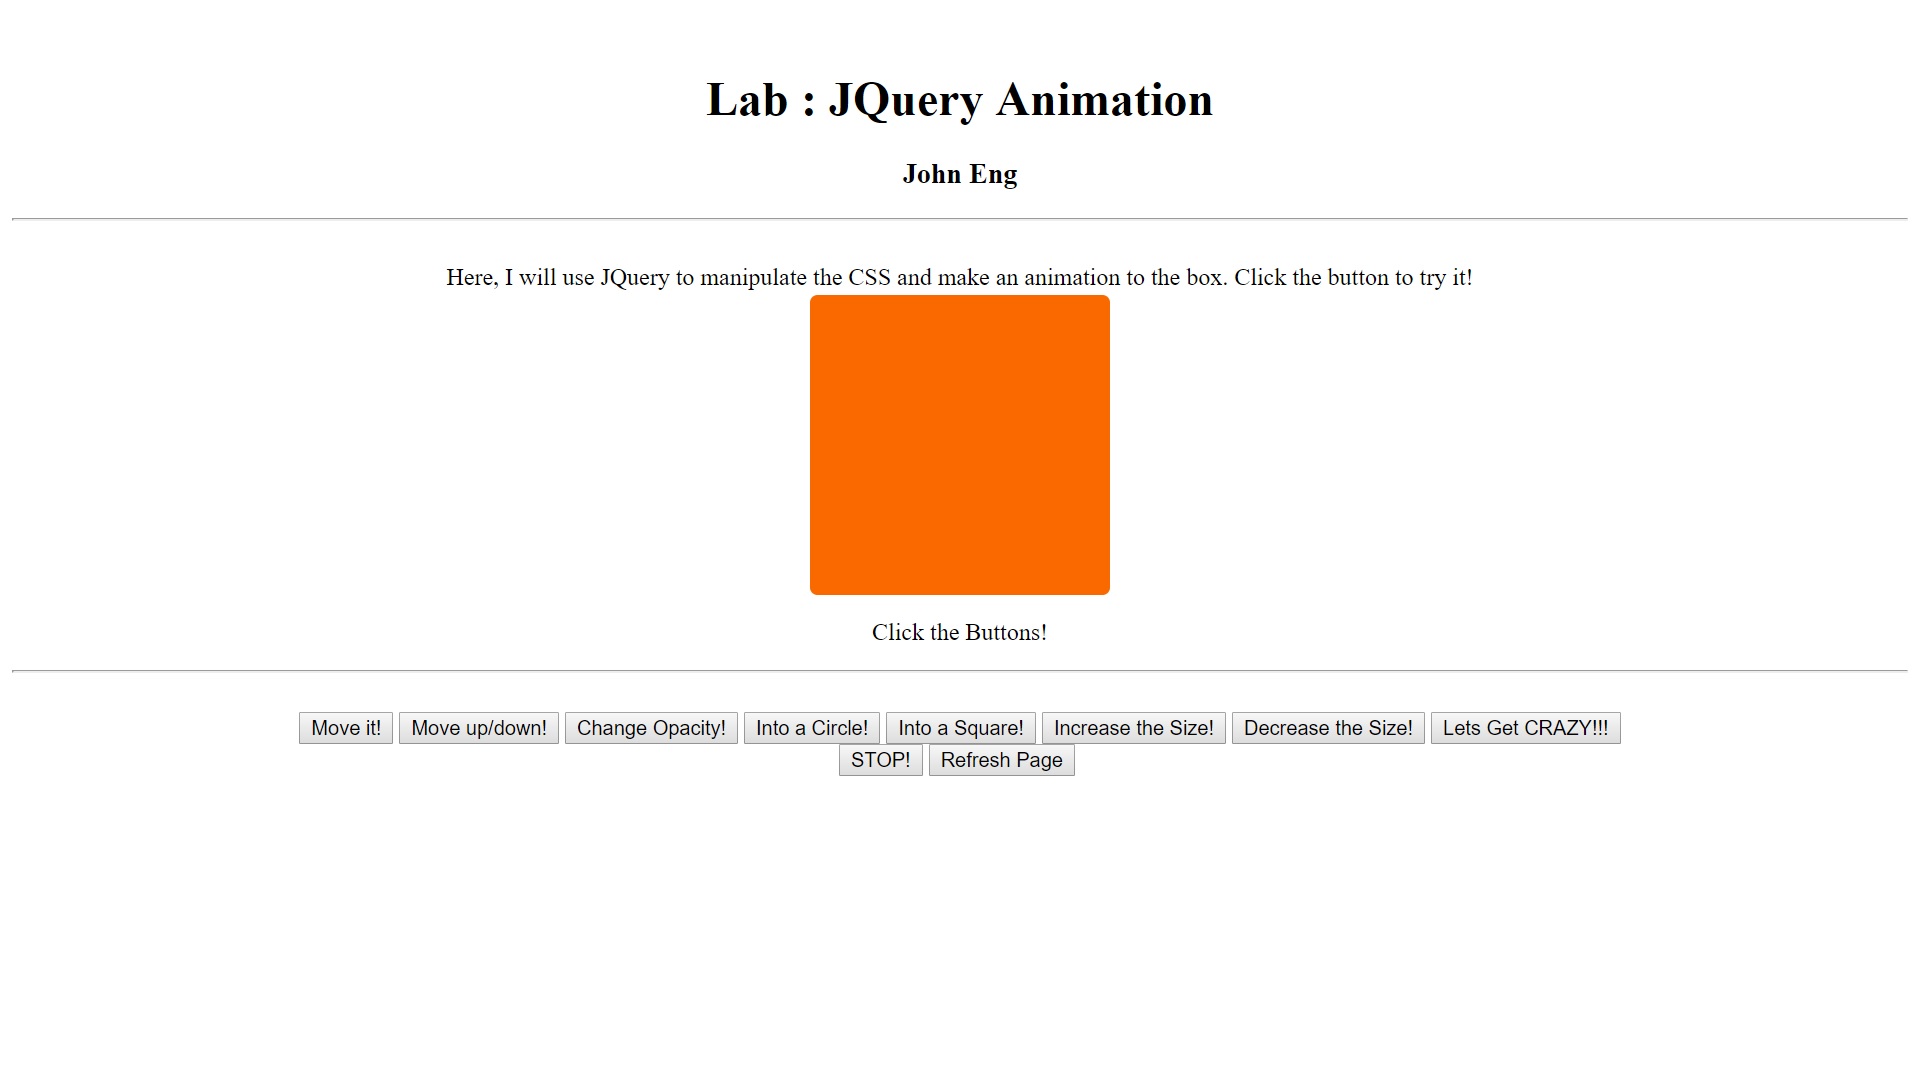 Lab : JQuery Animation
John Eng
Here, I will use JQuery to manipulate the CSS and make an animation to the box. Click the button to try it!
Click the Buttons!
Move it! Move up/down! Change Opacity! Into a Circle! Into a Square! Increase the Size! Decrease the Size! Lets Get CRAZY!!!
STOP! Refresh Page